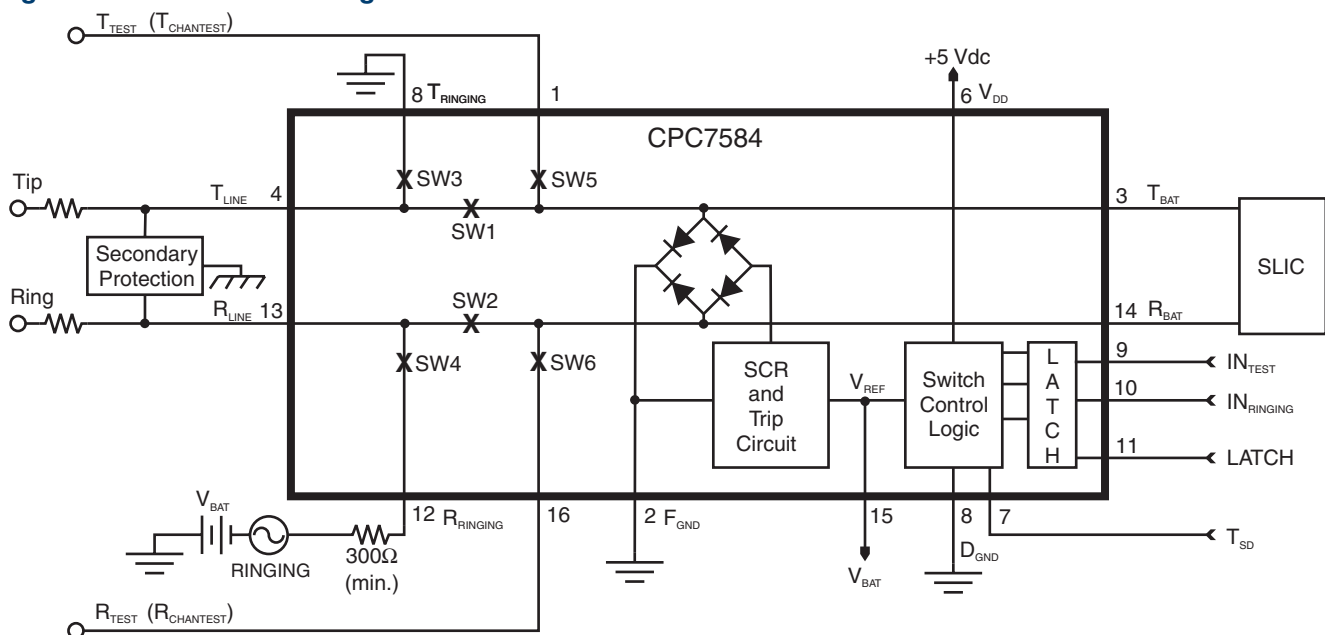 T_TEST (T_CHANTEST)
+5 Vdc
8 T_RINGING
1
6 V_DD
CPC7584
Tip
T_LINE 4
SW3
SW5
SW1
3 T_BAT
Secondary
Protection
SLIC
Ring
R_LINE 13
SW2
14 R_BAT
SW4
SW6
SCR
and
Trip
Circuit
V_REF
Switch
Control
Logic
L
A
T
C
H
9
IN_TEST
10
IN_RINGING
11
LATCH
V_BAT
RINGING
300Ω
(min.)
12 R_RINGING
16
2 F_GND
15
V_BAT
8
D_GND
7
T_SD
R_TEST (R_CHANTEST)